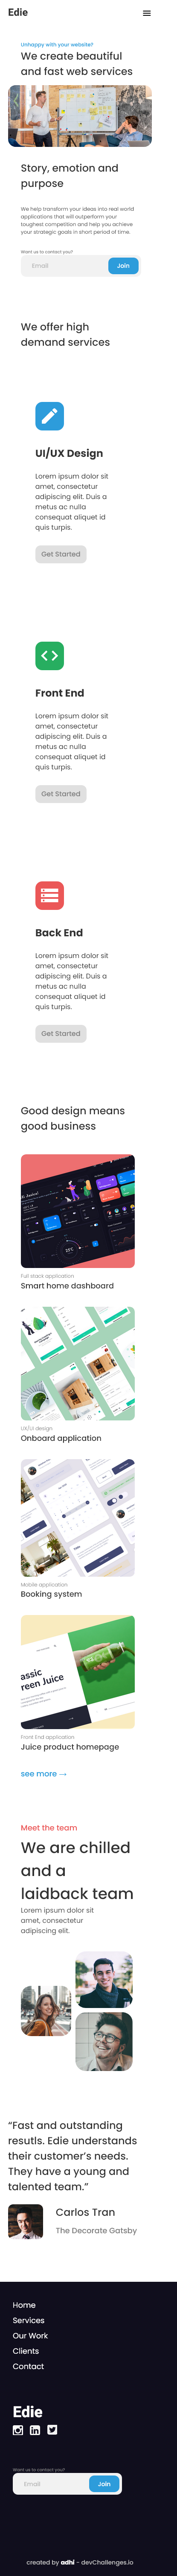 Edie
Unhappy with your website?
We create beautiful
and fast web services
Story, emotion and
purpose
We help transform your ideas into real world
applications that will outperform your
toughest competition and help you achieve
your strategic goals in short period of time.
Want us to contact you?
Email
Join
We offer high
demand services
UI/UX Design
Lorem ipsum dolor sit
amet, consectetur
adipiscing elit. Duis a
metus ac nulla
consequat aliquet id
quis turpis.
Get Started
Front End
Lorem ipsum dolor sit
amet, consectetur
adipiscing elit. Duis a
metus ac nulla
consequat aliquet id
quis turpis.
Get Started
Back End
Lorem ipsum dolor sit
amet, consectetur
adipiscing elit. Duis a
metus ac nulla
consequat aliquet id
quis turpis.
Get Started
Good design means
good business
Full stack application
Smart home dashboard
UX/UI design
Onboard application
Mobile application
Booking system
assic
reen Juice
Front End application
Juice product homepage
see more →
Meet the team
We are chilled
and a
laidback team
Lorem ipsum dolor sit
amet, consectetur
adipiscing elit.
“Fast and outstanding
resutls. Edie understands
their customer’s needs.
They have a young and
talented team.”
Carlos Tran
The Decorate Gatsby
Home
Services
Our Work
Clients
Contact
Edie
Want us to contact you?
Email
Join
created by adhi - devChallenges.io